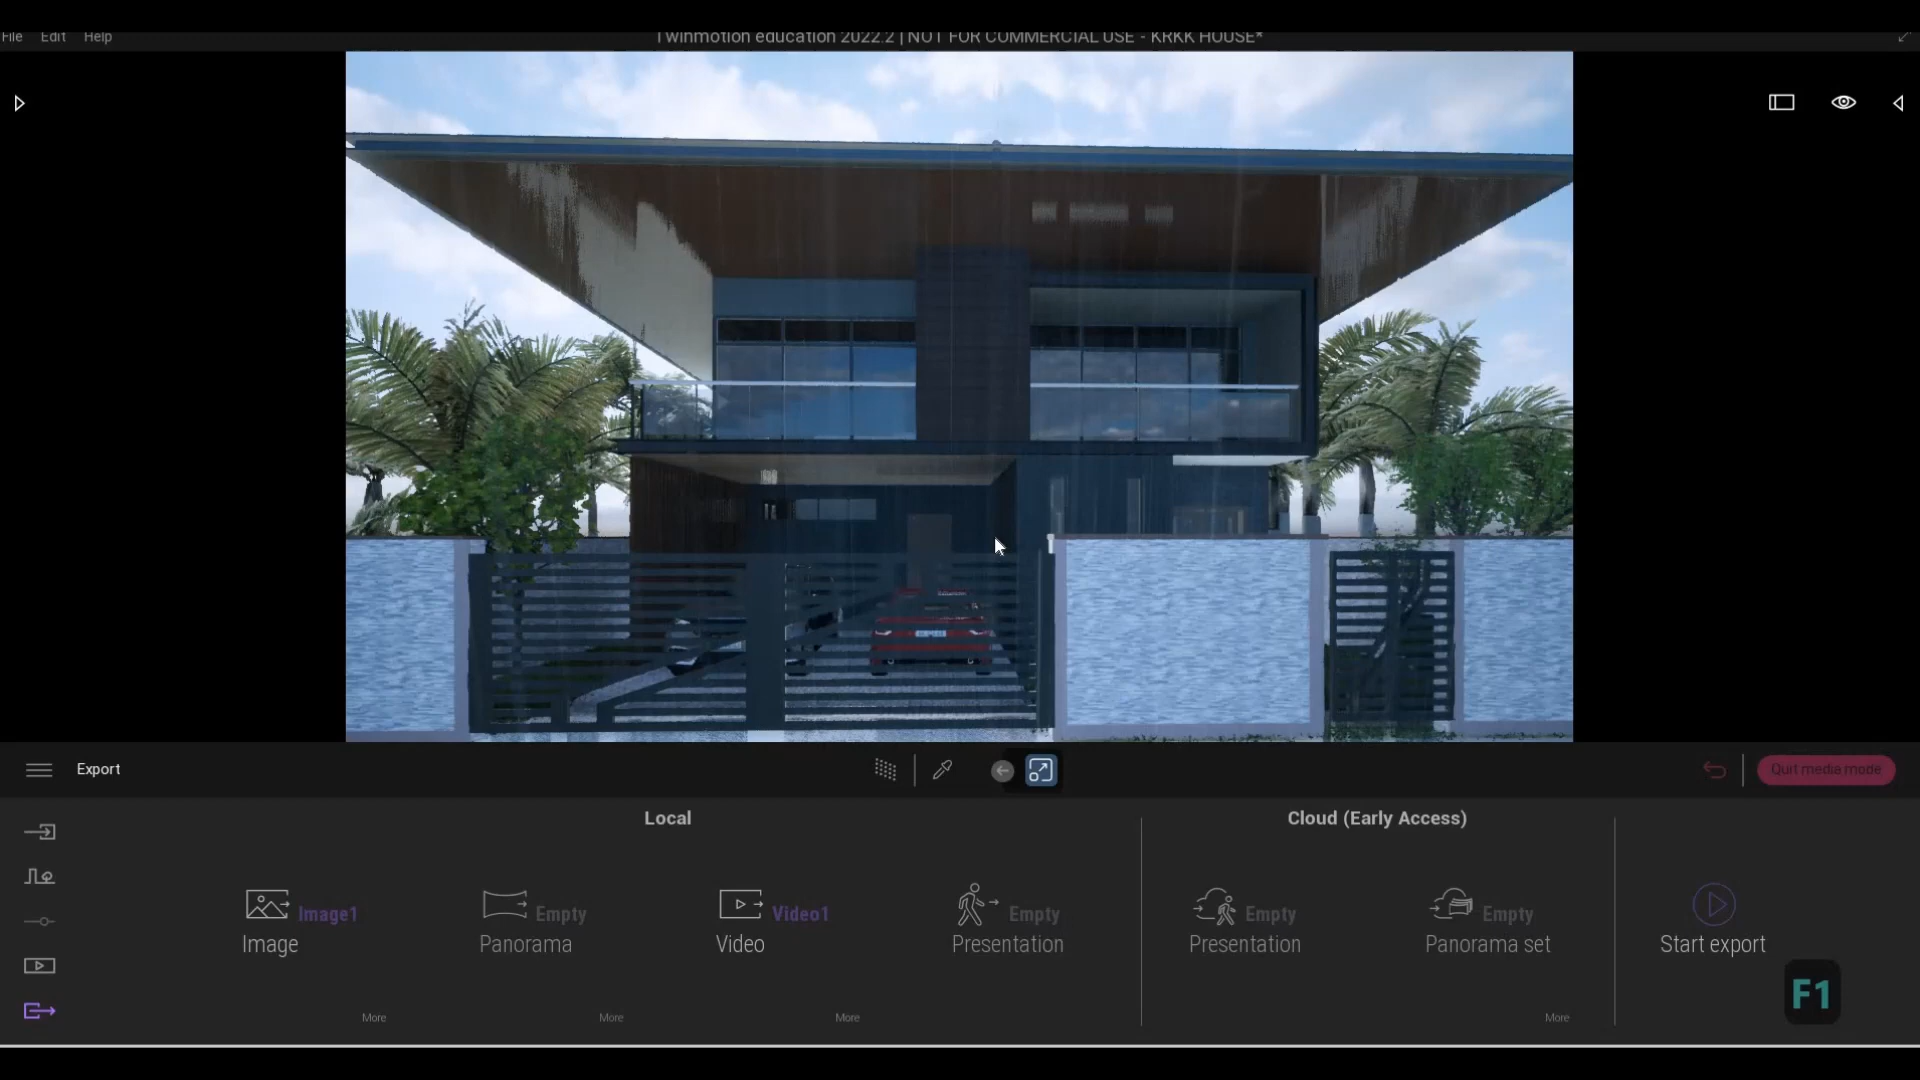 File Edit Help
Twinmotion education 2022.2 | NOT FOR COMMERCIAL USE - KRKK HOUSE*
Export
Quit media mode
Local
Cloud (Early Access)
Image1
Image
Empty
Panorama
Video1
Video
Empty
Presentation
Empty
Presentation
Empty
Panorama set
Start export
F1
More
More
More
More